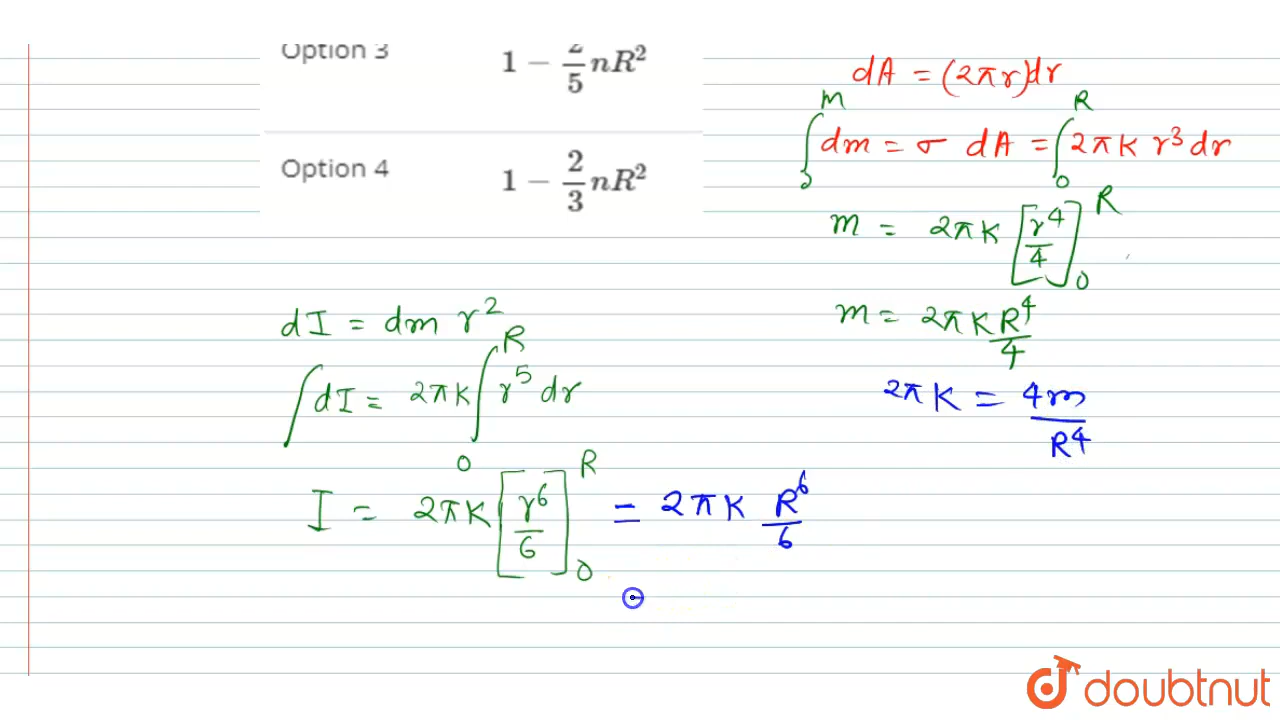 Option 3 1 − 2/5 nR²
Option 4 1 − 2/3 nR²
dA = (2πr)dr
∫₀ᴹ dm = σ dA = ∫₀ᴿ 2πK r³ dr
m = 2πK [r⁴/4]₀ᴿ
m = 2πK R⁴/4
2πK = 4m/R⁴
dI = dm r²
∫dI = 2πK ∫₀ᴿ r⁵ dr
I = 2πK [r⁶/6]₀ᴿ = 2πK R⁶/6
doubtnut